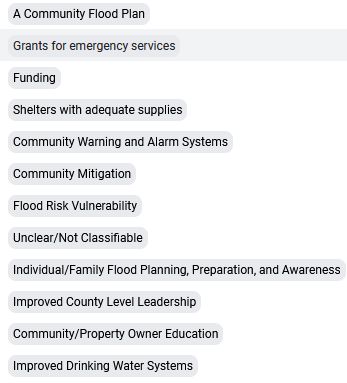 A Community Flood Plan
Grants for emergency services
Funding
Shelters with adequate supplies
Community Warning and Alarm Systems
Community Mitigation
Flood Risk Vulnerability
Unclear/Not Classifiable
Individual/Family Flood Planning, Preparation, and Awareness
Improved County Level Leadership
Community/Property Owner Education
Improved Drinking Water Systems